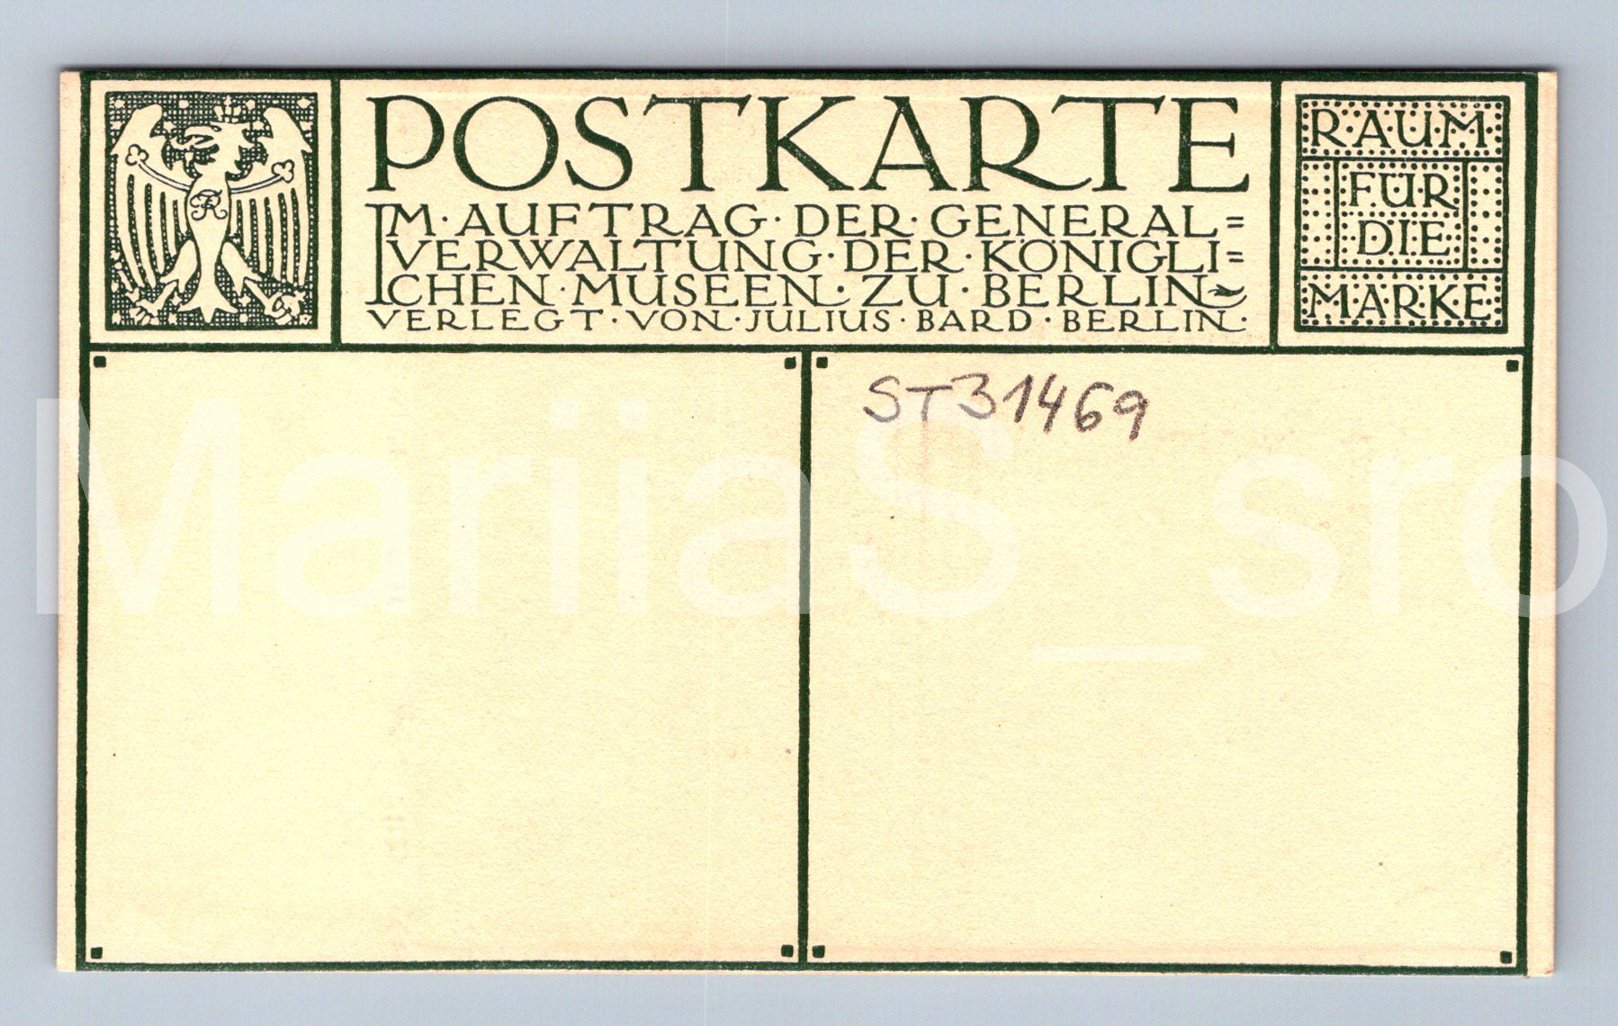 POSTKARTE
IM·AUFTRAG·DER·GENERAL=
VERWALTUNG·DER·KÖNIGLI=
CHEN·MUSEEN·ZU·BERLIN
VERLEGT·VON·JULIUS·BARD·BERLIN·
RAUM
FÜR
DIE
MARKE
ST31469
MariiaS_sro